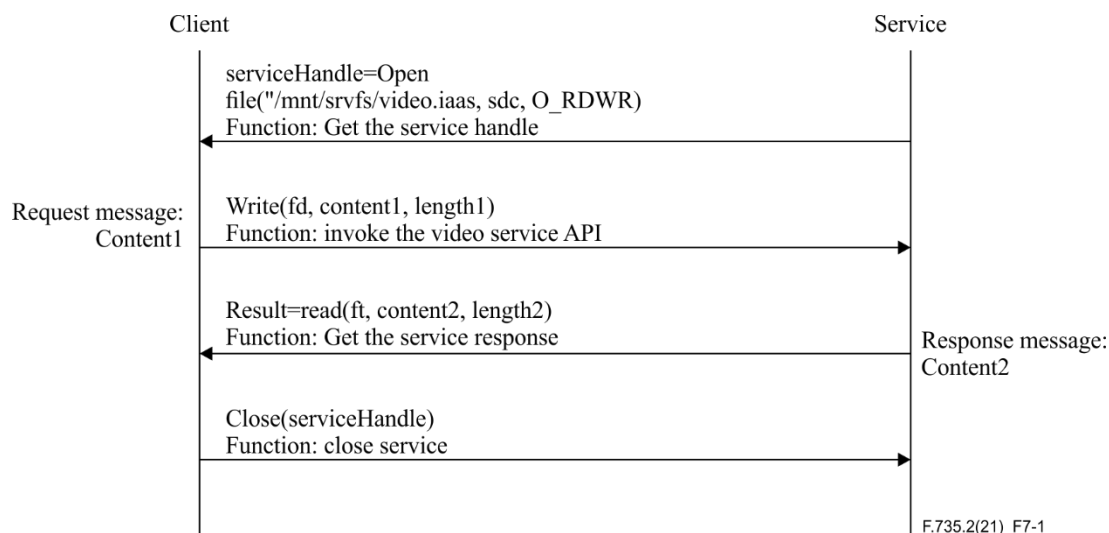 Client
Service
serviceHandle=Open
file("/mnt/srvfs/video.iaas, sdc, O_RDWR)
Function: Get the service handle
Request message:
Content1
Write(fd, content1, length1)
Function: invoke the video service API
Result=read(ft, content2, length2)
Function: Get the service response
Response message:
Content2
Close(serviceHandle)
Function: close service
F.735.2(21)_F7-1